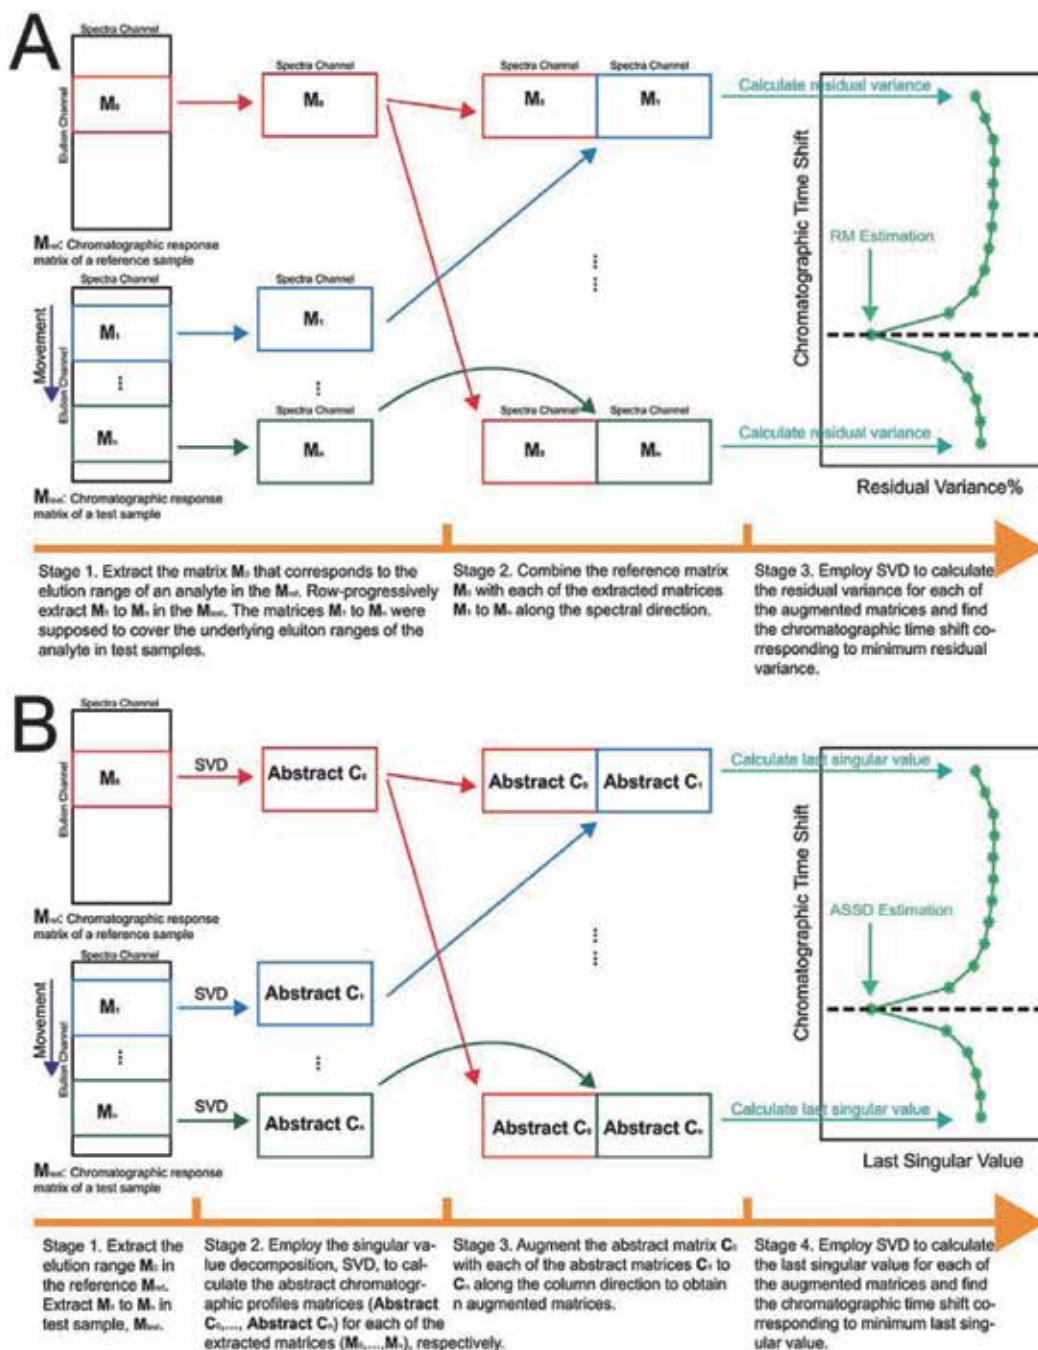 A
Spectra Channel
Elution Channel
M₀
Spectra Channel
M₀
Spectra Channel
Spectra Channel
M₀
M₁
Calculate residual variance
Chromatographic Time Shift
RM Estimation
Mref: Chromatographic response
matrix of a reference sample
Spectra Channel
Movement
Elution Channel
M₁
...
Mₙ
Spectra Channel
M₁
...
Spectra Channel
Mₙ
... ...
Spectra Channel
Spectra Channel
M₀
Mₙ
Calculate residual variance
Residual Variance%
Mtest: Chromatographic response
matrix of a test sample
Stage 1. Extract the matrix M₀ that corresponds to the
elution range of an analyte in the Mref. Row-progressively
extract M₁ to Mₙ in the Mtest. The matrices M₁ to Mₙ were
supposed to cover the underlying eluiton ranges of the
analyte in test samples.
Stage 2. Combine the reference matrix
M₀ with each of the extracted matrices
M₁ to Mₙ along the spectral direction.
Stage 3. Employ SVD to calculate
the residual variance for each of
the augmented matrices and find
the chromatographic time shift co-
rresponding to minimum residual
variance.
B
Spectra Channel
Elution Channel
M₀
SVD
Abstract C₀
Abstract C₀
Abstract C₁
Calculate last singular value
Chromatographic Time Shift
ASSD Estimation
Mref: Chromatographic response
matrix of a reference sample
Spectra Channel
Movement
Elution Channel
M₁
...
Mₙ
SVD
Abstract C₁
...
SVD
Abstract Cₙ
... ...
Abstract C₀
Abstract Cₙ
Calculate last singular value
Last Singular Value
Mtest: Chromatographic response
matrix of a test sample
Stage 1. Extract the
elution range M₀ in
the reference Mref.
Extract M₁ to Mₙ in
test sample, Mtest.
Stage 2. Employ the singular va-
lue decomposition, SVD, to cal-
culate the abstract chromatogr-
aphic profiles matrices (Abstract
C₀,..., Abstract Cₙ) for each of the
extracted matrices (M₀,...,Mₙ), respectively.
Stage 3. Augment the abstract matrix C₀
with each of the abstract matrices C₁ to
Cₙ along the column direction to obtain
n augmented matrices.
Stage 4. Employ SVD to calculate
the last singular value for each of
the augmented matrices and find
the chromatographic time shift co-
rresponding to minimum last sing-
ular value.